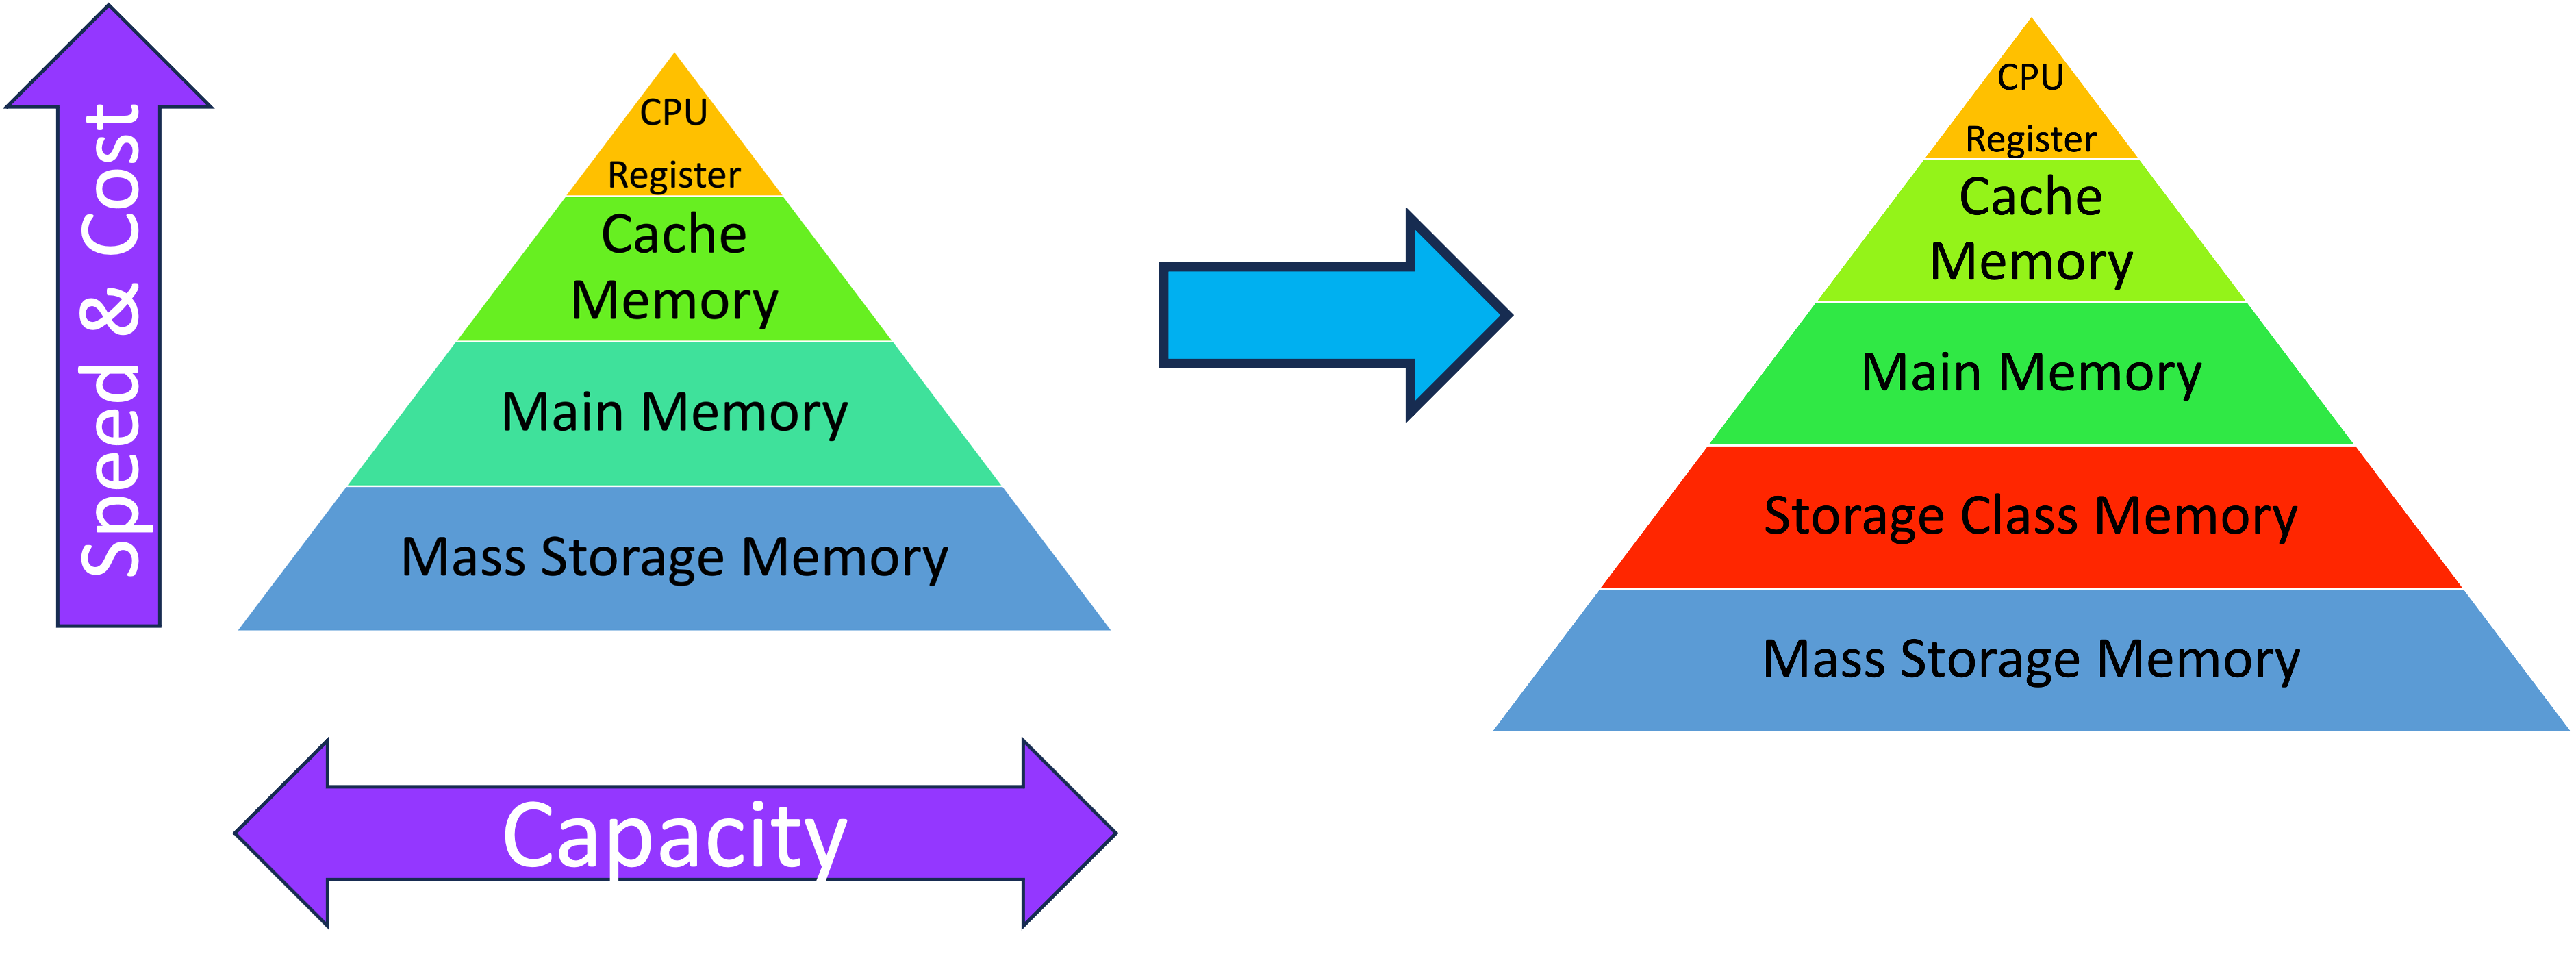 Speed & Cost
CPU
Register
Cache
Memory
Main Memory
Mass Storage Memory
Capacity
CPU
Register
Cache
Memory
Main Memory
Storage Class Memory
Mass Storage Memory